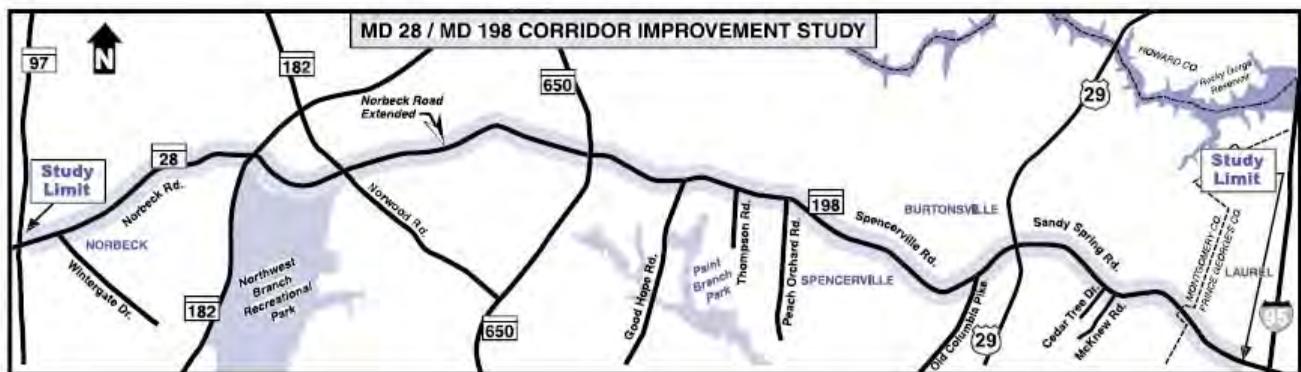 MD 28 / MD 198 CORRIDOR IMPROVEMENT STUDY
97
N
182
650
29
HOWARD CO.
Rocky Gorge
Reservoir
Norbeck Road
Extended
28
Study
Limit
Norbeck Rd.
NORBECK
Wintergate Dr.
182
Northwest
Branch
Recreational
Park
Norwood Rd.
650
Good Hope Rd.
Paint
Branch
Park
Thompson Rd.
Peach Orchard Rd.
198
Spencerville Rd.
SPENCERVILLE
BURTONSVILLE
Old Columbia Pike
29
Sandy Spring Rd.
Cedar Tree Dr.
McKnew Rd.
MONTGOMERY CO.
PRINCE GEORGE'S CO.
Study
Limit
LAUREL
95